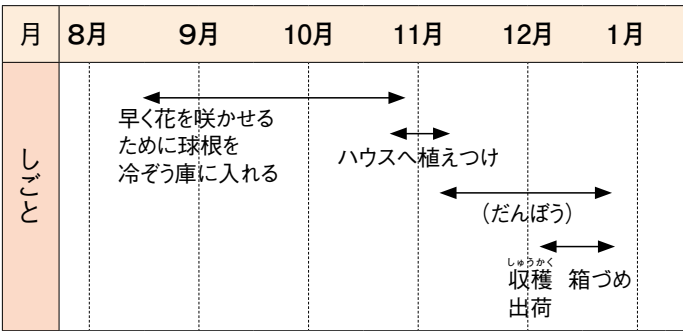 月 8月 9月 10月 11月 12月 1月
しごと
早く花を咲かせる
ために球根を
冷ぞう庫に入れる
ハウスへ植えつけ
(だんぼう)
しゅうかく
収穫 箱づめ
出荷